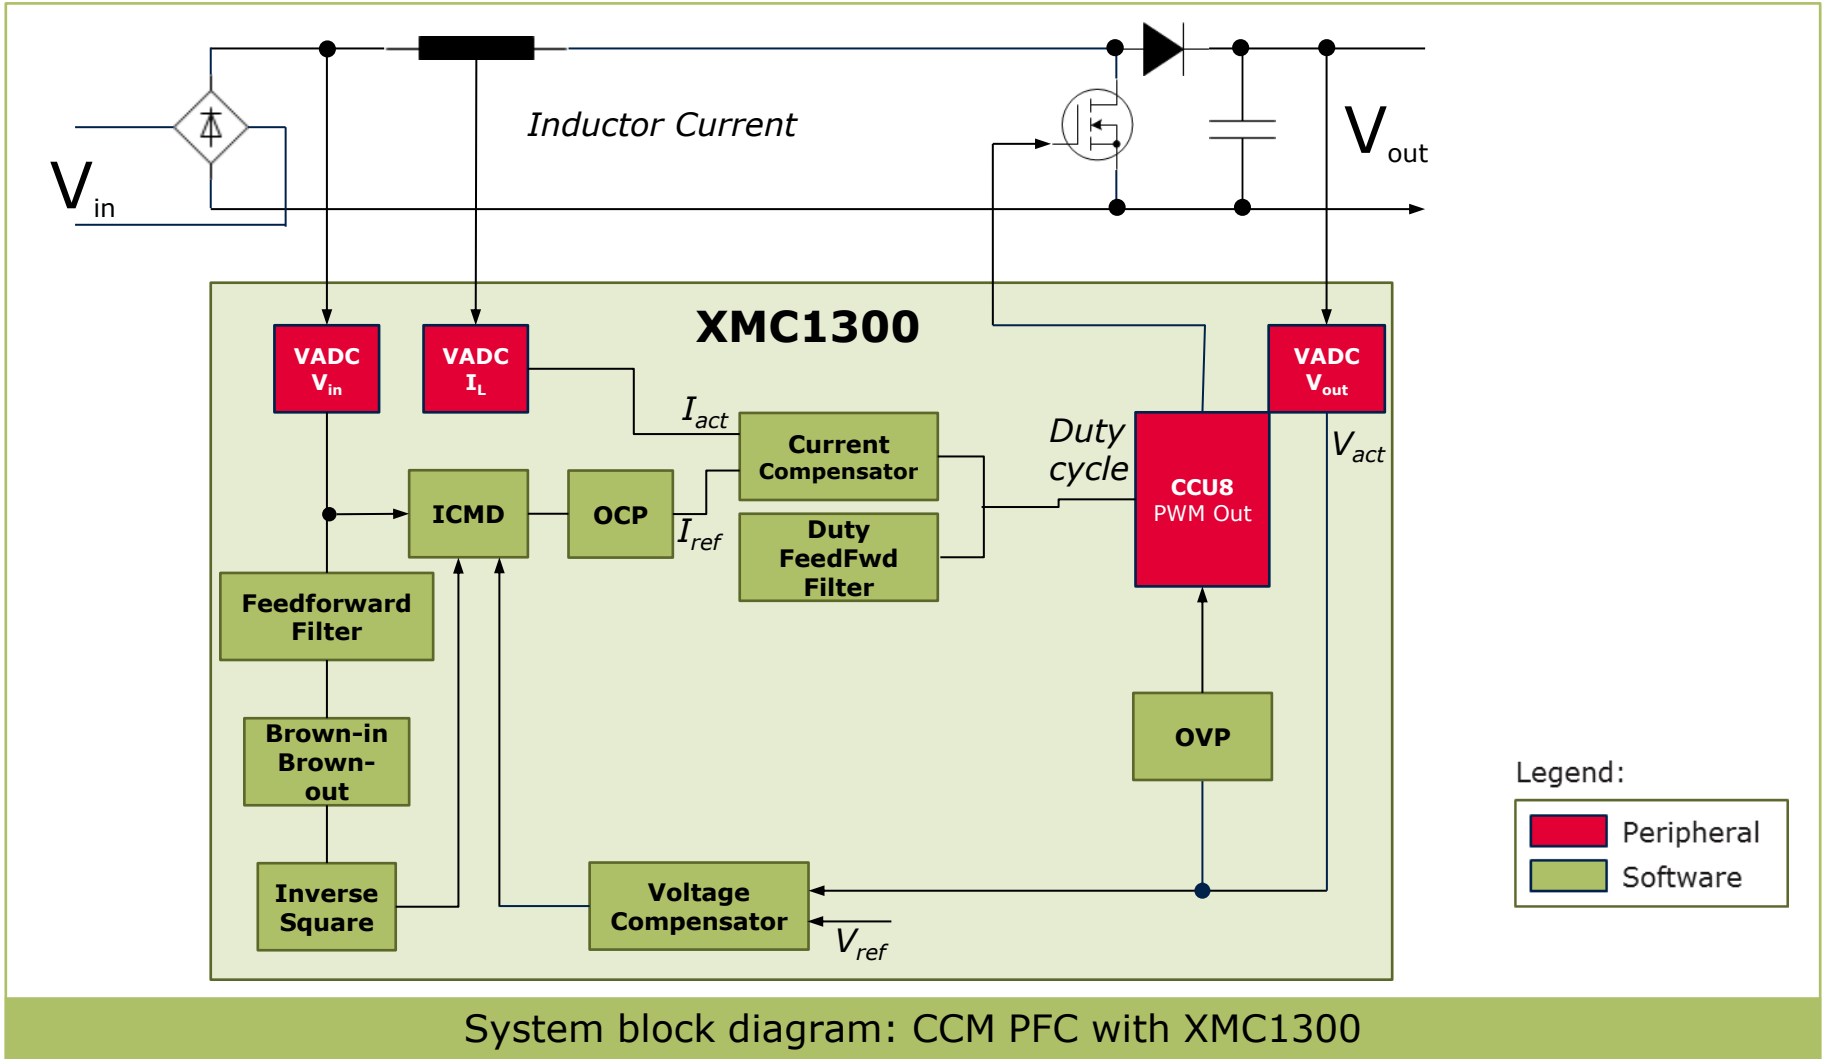 Inductor Current
Vin
Vout
XMC1300
VADC
Vin
VADC
IL
VADC
Vout
Iact
Current
Compensator
Duty
cycle
Vact
CCU8
PWM Out
ICMD
OCP
Iref
Duty
FeedFwd
Filter
Feedforward
Filter
Brown-in
Brown-
out
OVP
Inverse
Square
Voltage
Compensator
Vref
Legend:
Peripheral
Software
System block diagram: CCM PFC with XMC1300